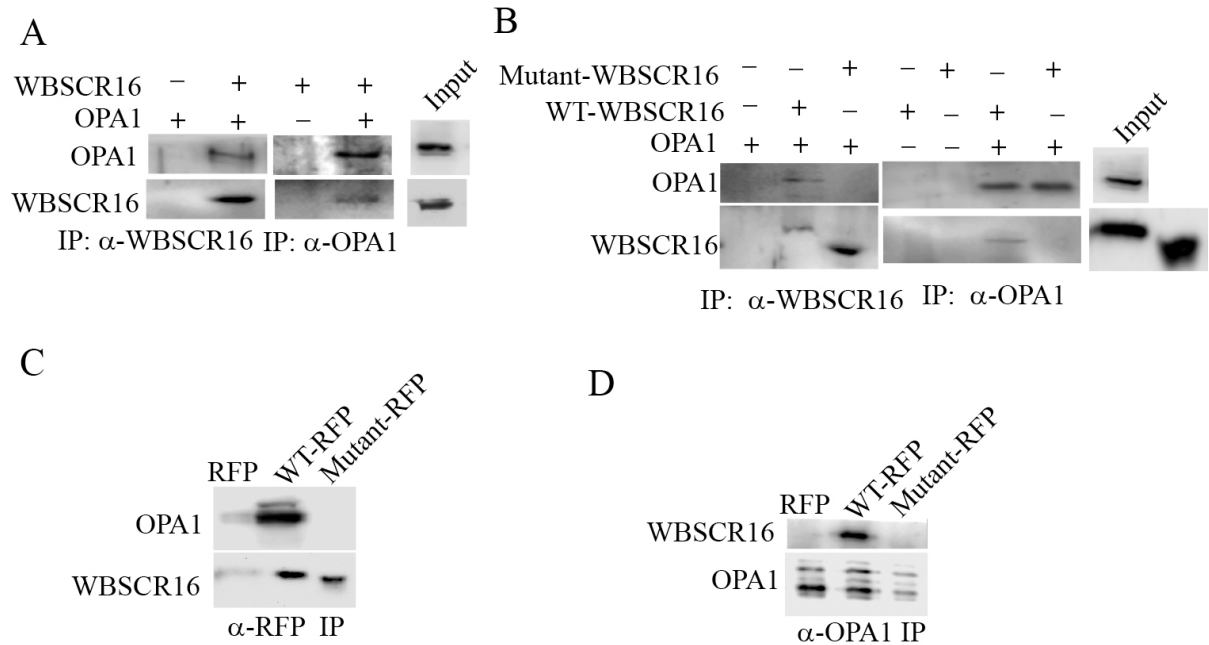 A
WBSCR16 – + + +
OPA1 + + – +
Input
OPA1
WBSCR16
IP: α-WBSCR16 IP: α-OPA1
B
Mutant-WBSCR16 – – + – + – +
WT-WBSCR16 – + – + – + –
OPA1 + + + – – + +
Input
OPA1
WBSCR16
IP: α-WBSCR16 IP: α-OPA1
C
RFP WT-RFP Mutant-RFP
OPA1
WBSCR16
α-RFP IP
D
RFP WT-RFP Mutant-RFP
WBSCR16
OPA1
α-OPA1 IP